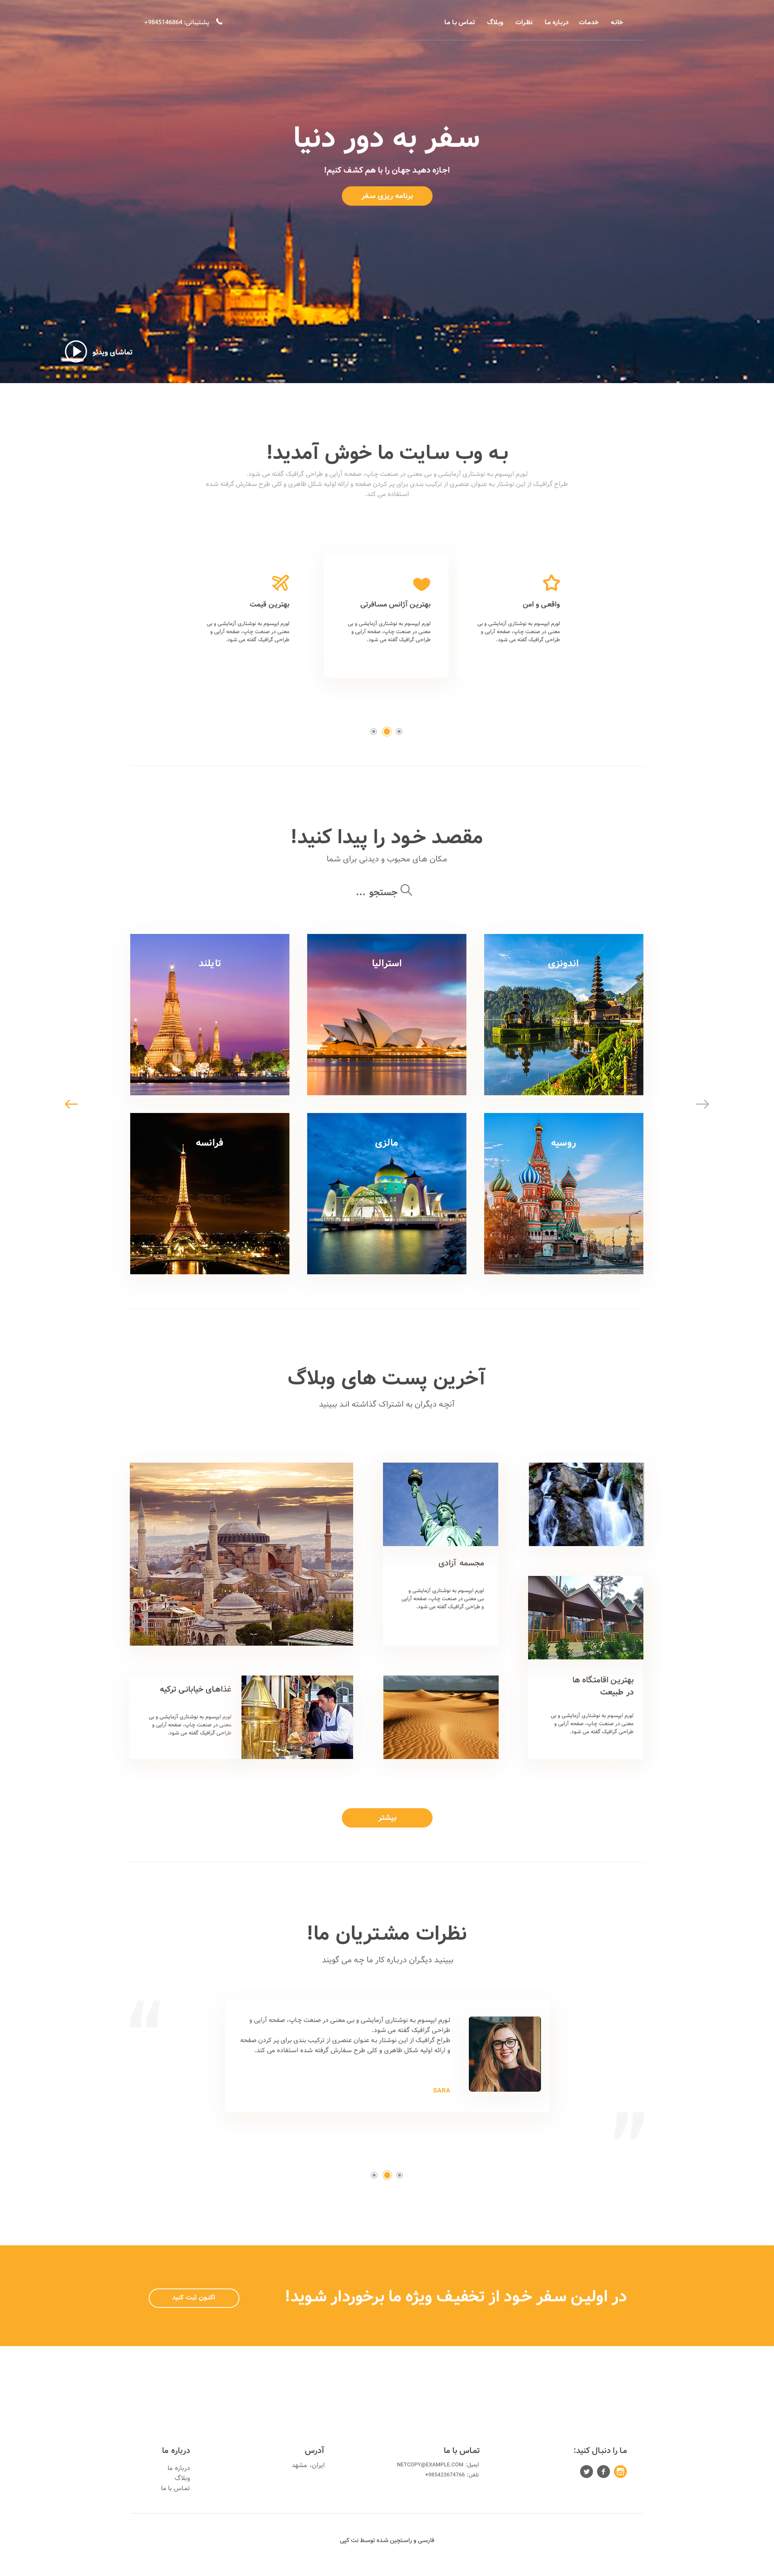 خانه
خدمات
درباره ما
نظرات
وبلاگ
تماس با ما
پشتیبانی: 9845146864+
سفر به دور دنیا
اجازه دهید جهان را با هم کشف کنیم!
برنامه ریزی سفر
تماشای ویدئو
به وب سایت ما خوش آمدید!
لورم ایپسوم به نوشتاری آزمایشی و بی معنی در صنعت چاپ، صفحه آرایی و طراحی گرافیک گفته می شود.
طراح گرافیک از این نوشتار به عنوان عنصری از ترکیب بندی برای پر کردن صفحه و ارائه اولیه شکل ظاهری و کلی طرح سفارش گرفته شده
استفاده می کند.
واقعی و امن
لورم ایپسوم به نوشتاری آزمایشی و بی
معنی در صنعت چاپ، صفحه آرایی و
طراحی گرافیک گفته می شود.
بهترین آژانس مسافرتی
لورم ایپسوم به نوشتاری آزمایشی و بی
معنی در صنعت چاپ، صفحه آرایی و
طراحی گرافیک گفته می شود.
بهترین قیمت
لورم ایپسوم به نوشتاری آزمایشی و بی
معنی در صنعت چاپ، صفحه آرایی و
طراحی گرافیک گفته می شود.
مقصد خود را پیدا کنید!
مکان های محبوب و دیدنی برای شما
جستجو ...
اندونزی
استرالیا
تایلند
روسیه
مالزی
فرانسه
آخرین پست های وبلاگ
آنچه دیگران به اشتراک گذاشته اند ببینید
مجسمه آزادی
لورم ایپسوم به نوشتاری آزمایشی و
بی معنی در صنعت چاپ، صفحه آرایی
و طراحی گرافیک گفته می شود.
بهترین اقامتگاه ها
در طبیعت
لورم ایپسوم به نوشتاری آزمایشی و بی
معنی در صنعت چاپ، صفحه آرایی و
طراحی گرافیک گفته می شود.
غذاهای خیابانی ترکیه
لورم ایپسوم به نوشتاری آزمایشی و بی
معنی در صنعت چاپ، صفحه آرایی و
طراحی گرافیک گفته می شود.
بیشتر
نظرات مشتریان ما!
ببینید دیگران درباره کار ما چه می گویند
“
لورم ایپسوم به نوشتاری آزمایشی و بی معنی در صنعت چاپ، صفحه آرایی و
طراحی گرافیک گفته می شود.
طراح گرافیک از این نوشتار به عنوان عنصری از ترکیب بندی برای پر کردن صفحه
و ارائه اولیه شکل ظاهری و کلی طرح سفارش گرفته شده استفاده می کند.
SARA
”
در اولین سفر خود از تخفیف ویژه ما برخوردار شوید!
اکنون ثبت کنید
ما را دنبال کنید:
تماس با ما
ایمیل: NETCOPY@EXAMPLE.COM
تلفن: 985423674766+
آدرس
ایران، مشهد
درباره ما
درباره ما
وبلاگ
تماس با ما
فارسی و راستچین شده توسط نت کپی